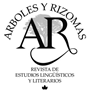 ÁRBOLES Y RIZOMAS
AR
REVISTA DE
ESTUDIOS LINGÜÍSTICOS
Y LITERARIOS